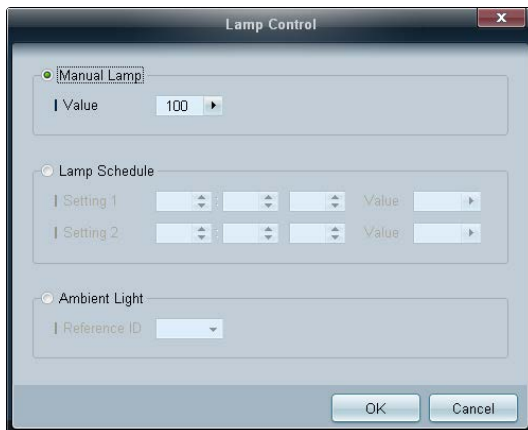 Lamp Control
x
Manual Lamp
Value 100
Lamp Schedule
Setting 1 : Value
Setting 2 : Value
Ambient Light
Reference ID
OK Cancel